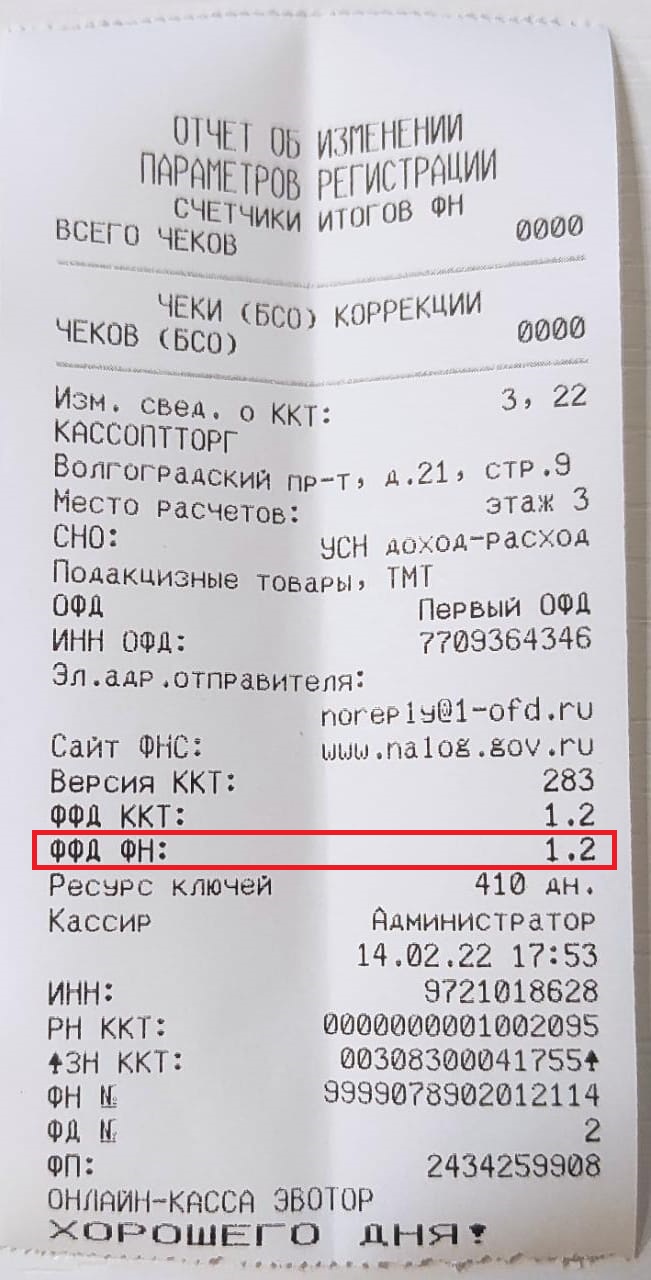 ОТЧЕТ ОБ ИЗМЕНЕНИИ
ПАРАМЕТРОВ РЕГИСТРАЦИИ
СЧЕТЧИКИ ИТОГОВ ФН
ВСЕГО ЧЕКОВ 0000
ЧЕКИ (БСО) КОРРЕКЦИИ
ЧЕКОВ (БСО) 0000
Изм. свед. о ККТ: 3, 22
КАССОПТТОРГ
Волгоградский пр-т, д.21, стр.9
Место расчетов: этаж 3
СНО: УСН доход-расход
Подакцизные товары, ТМТ
ОФД Первый ОФД
ИНН ОФД: 7709364346
Эл.адр.отправителя:
noreply@1-ofd.ru
Сайт ФНС: www.nalog.gov.ru
Версия ККТ: 283
ФФД ККТ: 1.2
ФФД ФН: 1.2
Ресурс ключей 410 дн.
Кассир Администратор
14.02.22 17:53
ИНН: 9721018628
РН ККТ: 0000000001002095
↑ЗН ККТ: 00308300041755↑
ФН № 9999078902012114
ФД № 2
ФП: 2434259908
ОНЛАЙН-КАССА ЭВОТОР
ХОРОШЕГО ДНЯ!